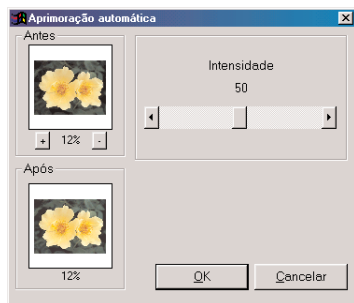 Aprimoração automática
Antes
+ 12% -
Após
12%
Intensidade
50
OK
Cancelar